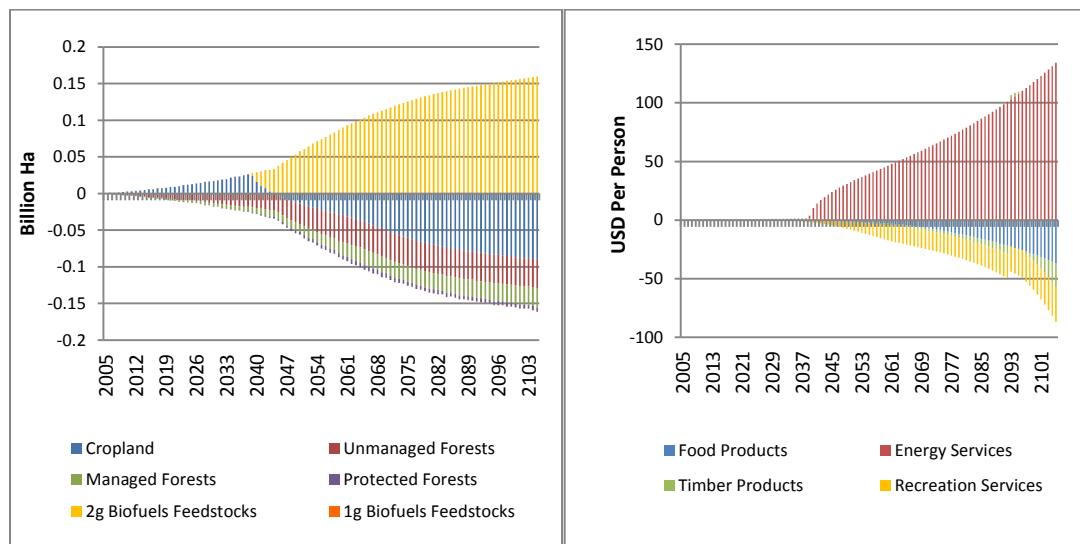 0.2
0.15
0.1
0.05
0
-0.05
-0.1
-0.15
-0.2
Billion Ha
2005 2012 2019 2026 2033 2040 2047 2054 2061 2068 2075 2082 2089 2096 2103
Cropland Unmanaged Forests
Managed Forests Protected Forests
2g Biofuels Feedstocks 1g Biofuels Feedstocks
150
100
50
0
-50
-100
USD Per Person
2005 2013 2021 2029 2037 2045 2053 2061 2069 2077 2085 2093 2101
Food Products Energy Services
Timber Products Recreation Services